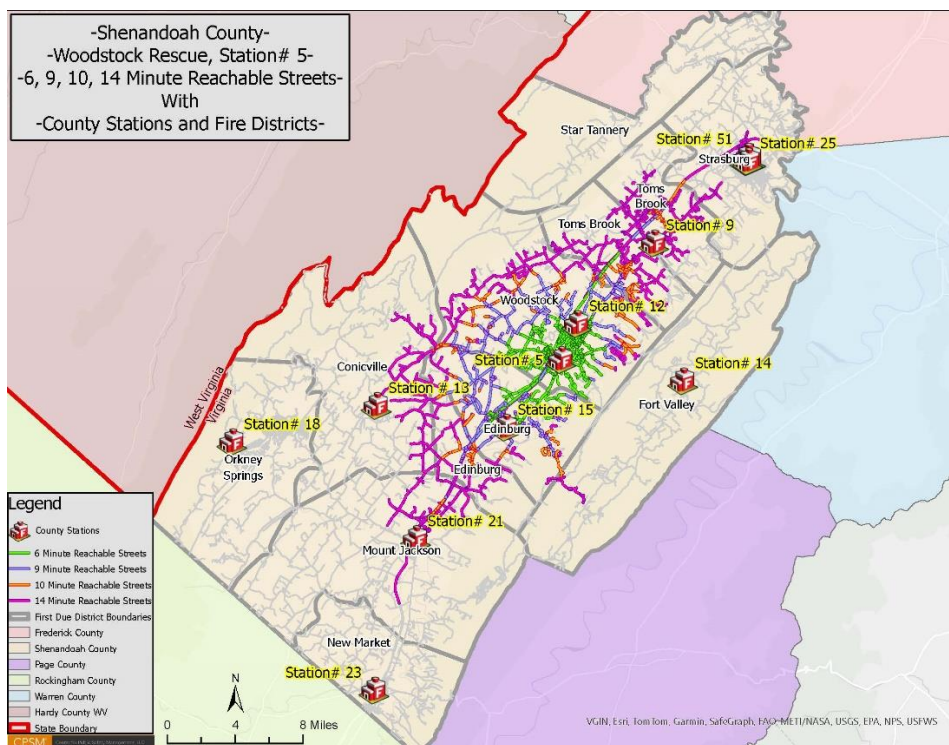 -Shenandoah County-
-Woodstock Rescue, Station# 5-
-6, 9, 10, 14 Minute Reachable Streets-
With
-County Stations and Fire Districts-
Star Tannery
Station# 51
Station# 25
Strasburg
Toms
Brook
Toms Brook
Station# 9
Woodstock
Station# 12
Station# 5
Station# 14
Fort Valley
Conicville
Station # 13
Station# 15
Edinburg
Edinburg
West Virginia
Virginia
Station# 18
Orkney
Springs
Station# 21
Mount Jackson
New Market
Station# 23
Legend
County Stations
6 Minute Reachable Streets
9 Minute Reachable Streets
10 Minute Reachable Streets
14 Minute Reachable Streets
First Due District Boundaries
Frederick County
Shenandoah County
Page County
Rockingham County
Warren County
Hardy County WV
State Boundary
CPSM
N
0 4 8 Miles
VGIN, Esri, TomTom, Garmin, SafeGraph, FAO, METI/NASA, USGS, EPA, NPS, USFWS